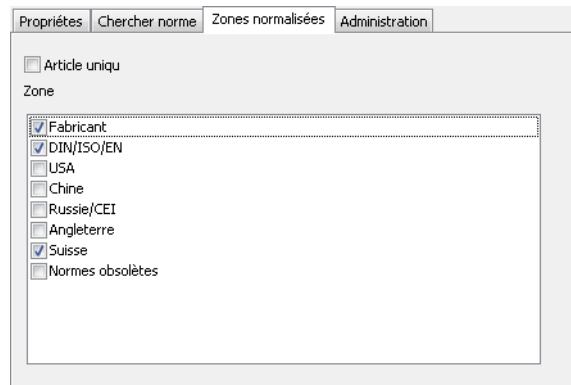 Propriétes Chercher norme Zones normalisées Administration
Article uniqu
Zone
Fabricant
DIN/ISO/EN
USA
Chine
Russie/CEI
Angleterre
Suisse
Normes obsolètes